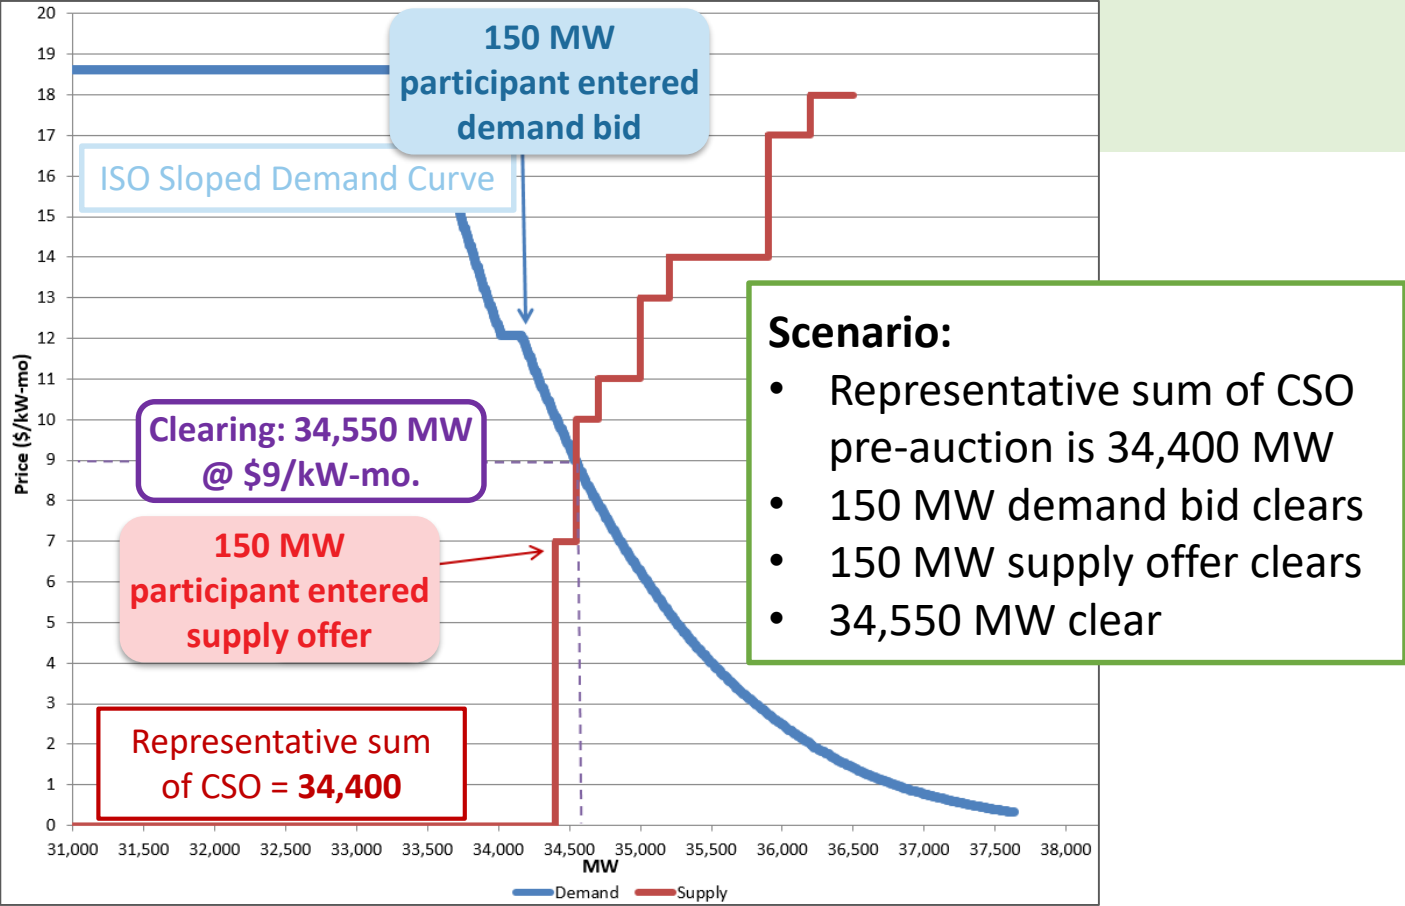 150 MW
participant entered
demand bid
ISO Sloped Demand Curve
Clearing: 34,550 MW
@ $9/kW-mo.
150 MW
participant entered
supply offer
Representative sum
of CSO = 34,400
Scenario:
• Representative sum of CSO
pre-auction is 34,400 MW
• 150 MW demand bid clears
• 150 MW supply offer clears
• 34,550 MW clear
Price ($/kW-mo)
20
19
18
17
16
15
14
13
12
11
10
9
8
7
6
5
4
3
2
1
0
31,000 31,500 32,000 32,500 33,000 33,500 34,000 34,500 35,000 35,500 36,000 36,500 37,000 37,500 38,000
MW
Demand Supply